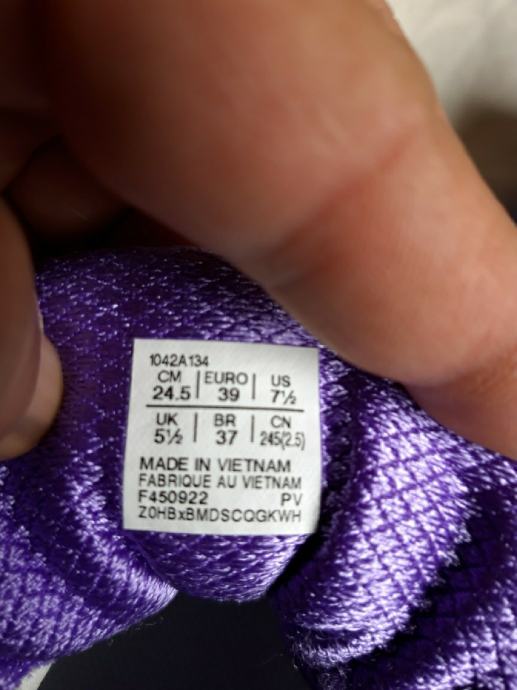 1042A134
CM | EURO | US
24.5 | 39 | 7½
UK | BR | CN
5½ | 37 | 245(2.5)
MADE IN VIETNAM
FABRIQUE AU VIETNAM
F450922 PV
Z0HBxBMDSCQGKWH